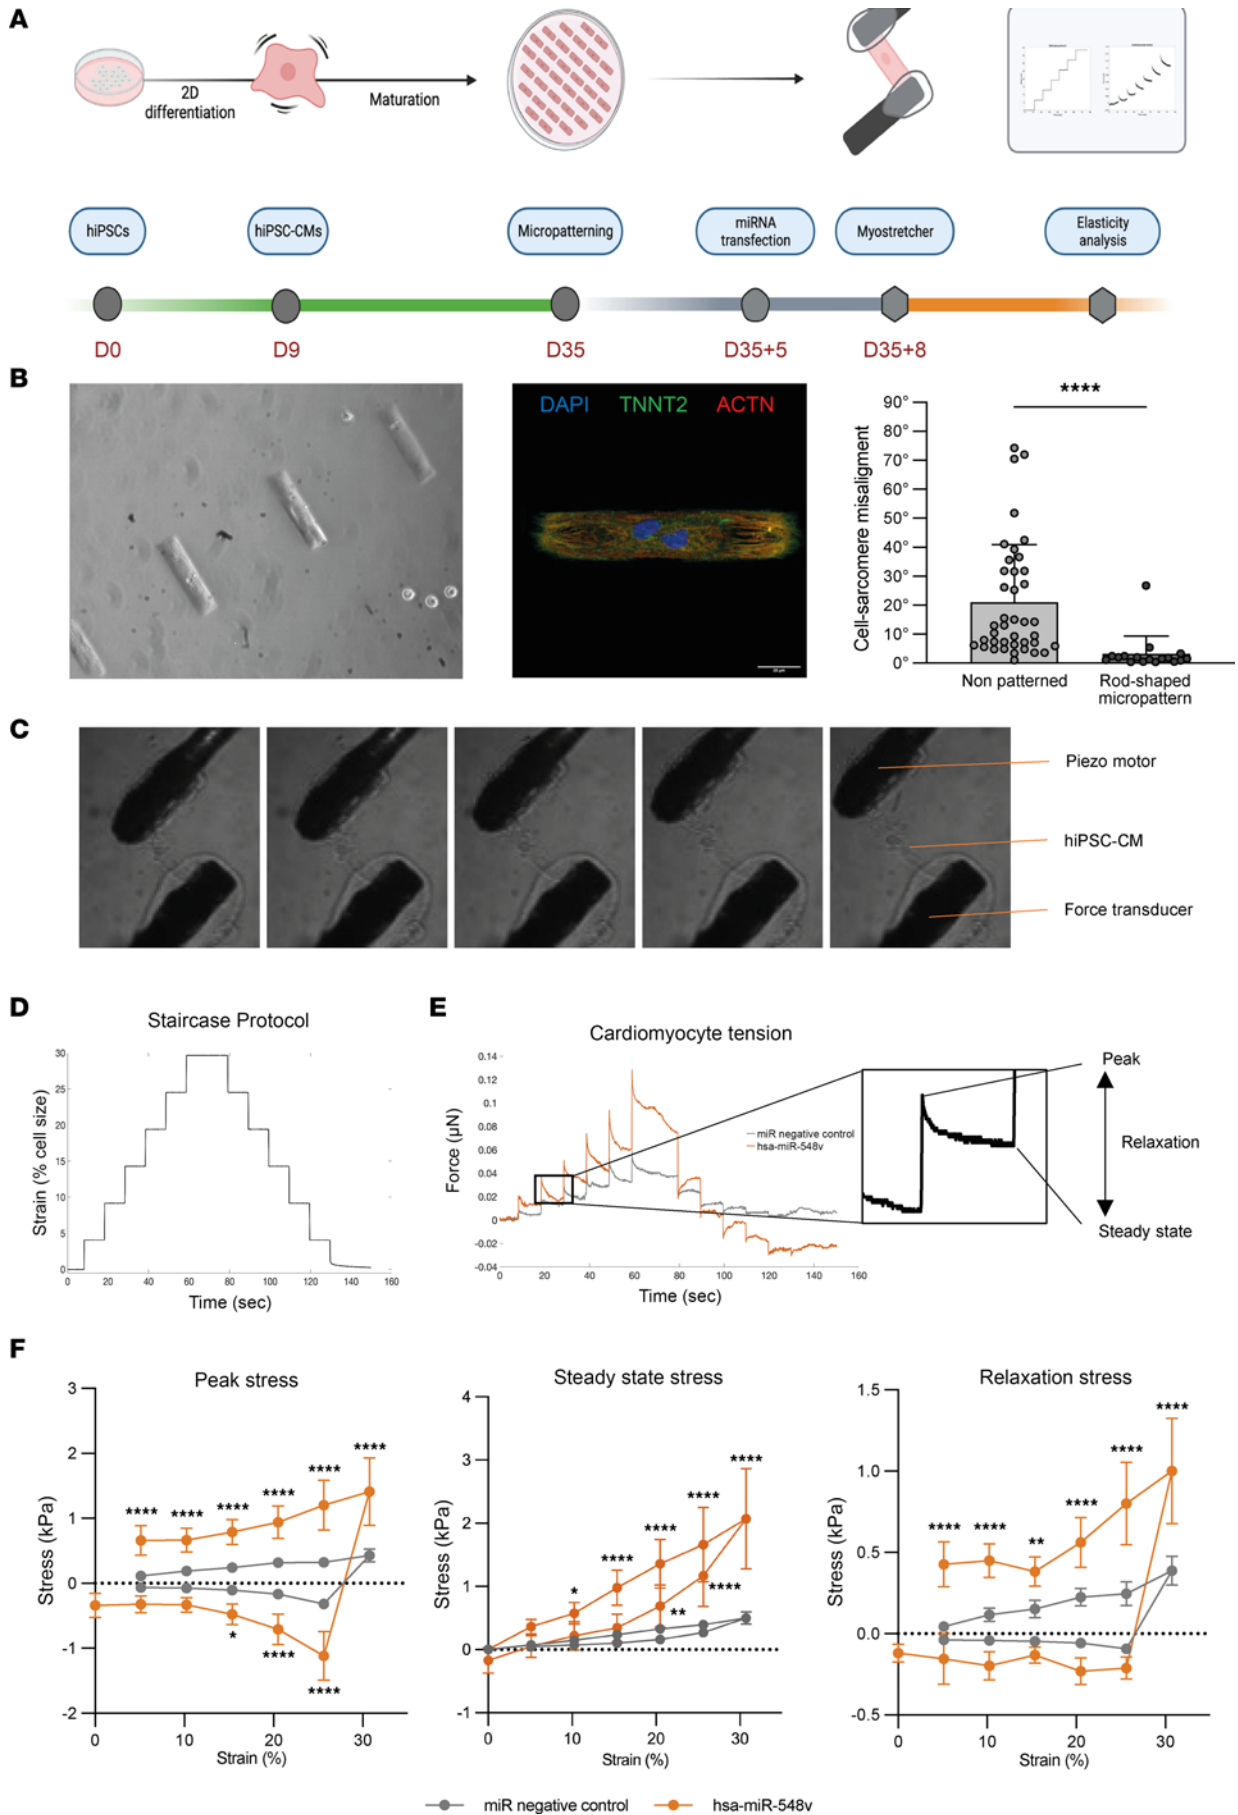 A
2D
differentiation
Maturation
hiPSCs
hiPSC-CMs
Micropatterning
miRNA
transfection
Myostretcher
Elasticity
analysis
D0
D9
D35
D35+5
D35+8
B
DAPI
TNNT2
ACTN
****
Cell-sarcomere misaligment
90°
80°
70°
60°
50°
40°
30°
20°
10°
0°
Non patterned
Rod-shaped
micropattern
C
Piezo motor
hiPSC-CM
Force transducer
D
Staircase Protocol
Strain (% cell size)
30
25
20
15
10
5
0
0 20 40 60 80 100 120 140 160
Time (sec)
E
Cardiomyocyte tension
Force (µN)
0.14
0.12
0.1
0.08
0.06
0.04
0.02
0
-0.02
-0.04
0 20 40 60 80 100 120 140 160
Time (sec)
miR negative control
hsa-miR-548v
Peak
Relaxation
Steady state
F
Peak stress
Stress (kPa)
3
2
1
0
-1
-2
**** **** **** **** **** ****
* **** ****
0 10 20 30
Strain (%)
Steady state stress
Stress (kPa)
4
3
2
1
0
-1
* **** **** **** ****
** ****
0 10 20 30
Strain (%)
Relaxation stress
Stress (kPa)
1.5
1.0
0.5
0.0
-0.5
**** **** ** **** **** ****
0 10 20 30
Strain (%)
miR negative control
hsa-miR-548v